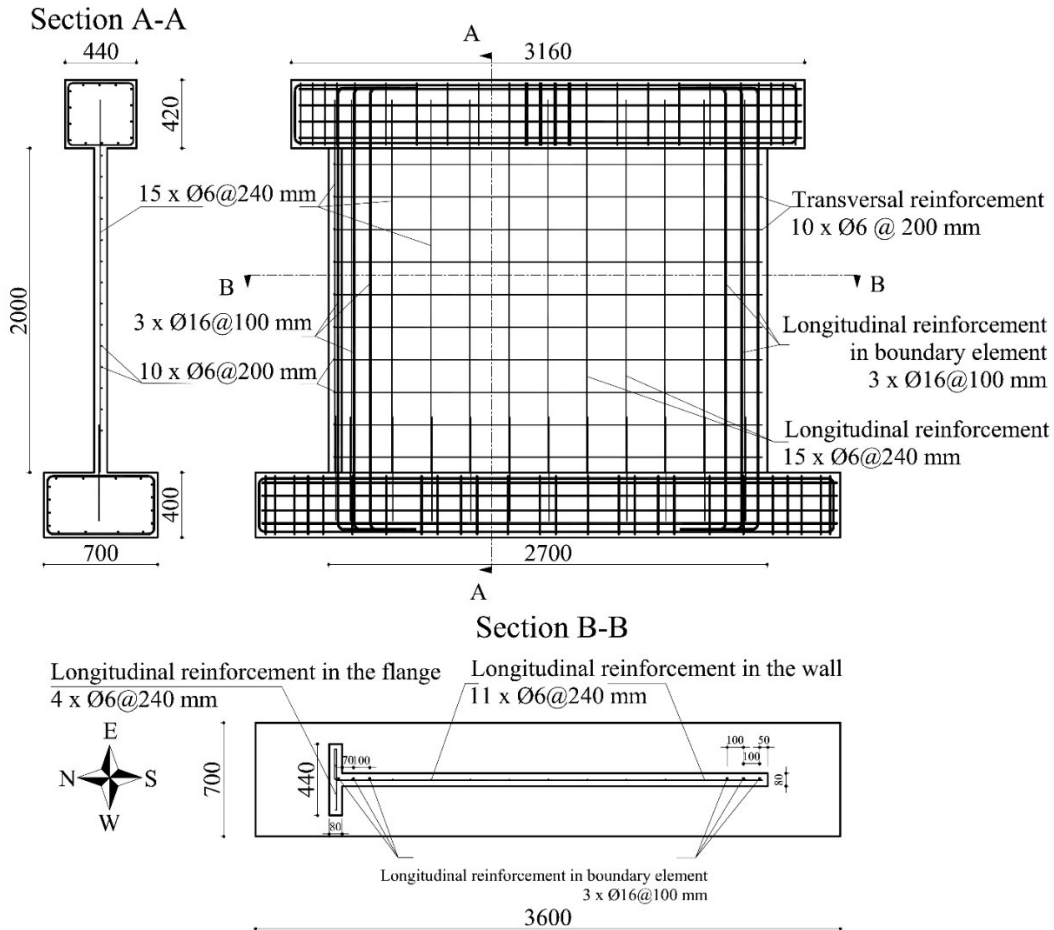 Section A-A
440
420
2000
400
700
A
3160
15 x Ø6@240 mm
Transversal reinforcement
10 x Ø6 @ 200 mm
B
B
3 x Ø16@100 mm
Longitudinal reinforcement
in boundary element
3 x Ø16@100 mm
10 x Ø6@200 mm
Longitudinal reinforcement
15 x Ø6@240 mm
2700
A
Section B-B
Longitudinal reinforcement in the flange
4 x Ø6@240 mm
Longitudinal reinforcement in the wall
11 x Ø6@240 mm
E
N
S
W
700
440
70
100
80
100
50
100
80
Longitudinal reinforcement in boundary element
3 x Ø16@100 mm
3600